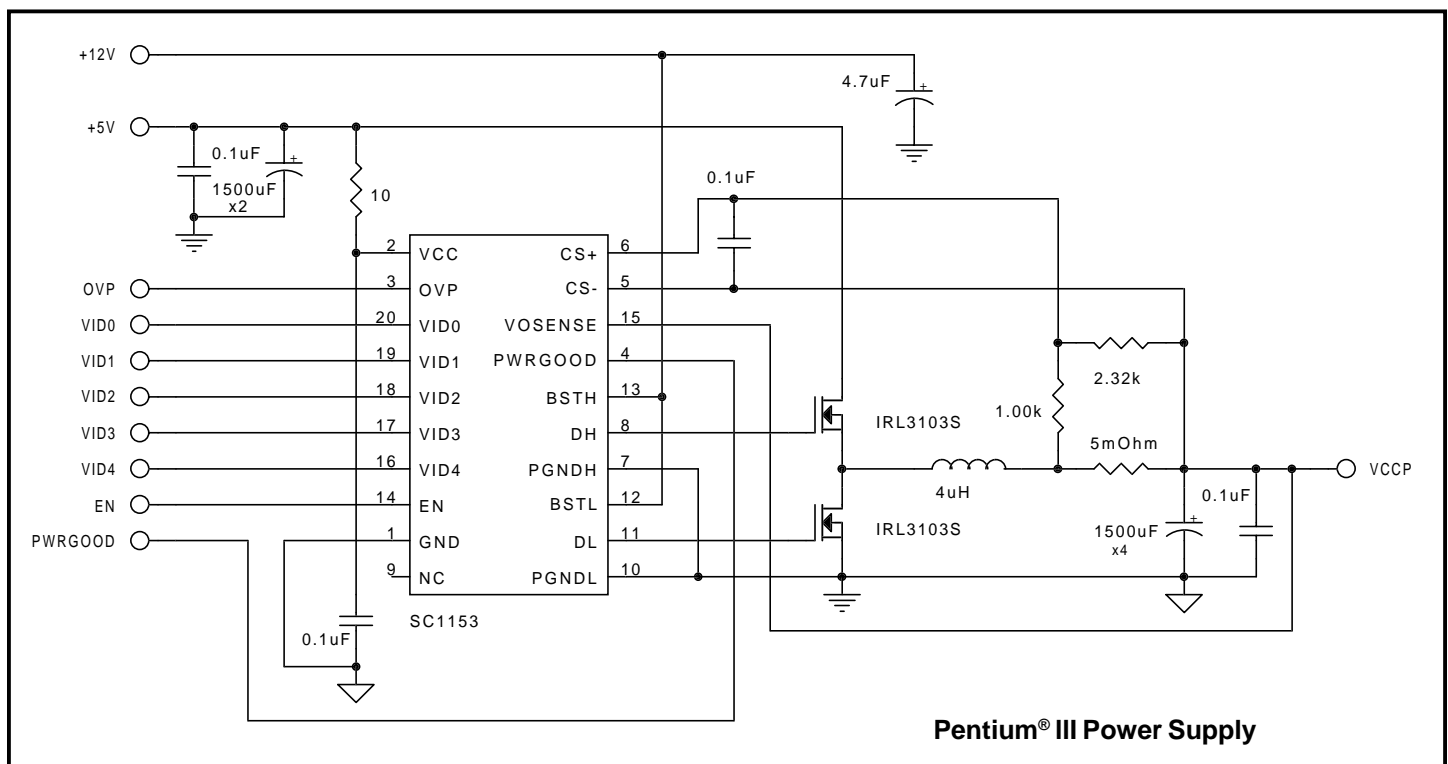 +12V
4.7uF
+
+5V
0.1uF
+
1500uF
x2
10
0.1uF
2 VCC
CS+ 6
OVP
3 OVP
CS- 5
VID0
20 VID0
VOSENSE 15
VID1
19 VID1
PWRGOOD 4
VID2
18 VID2
BSTH 13
VID3
17 VID3
DH 8
VID4
16 VID4
PGNDH 7
EN
14 EN
BSTL 12
PWRGOOD
1 GND
DL 11
9 NC
PGNDL 10
SC1153
0.1uF
2.32k
1.00k
IRL3103S
5mOhm
VCCP
4uH
0.1uF
IRL3103S
+
1500uF
x4
Pentium® III Power Supply